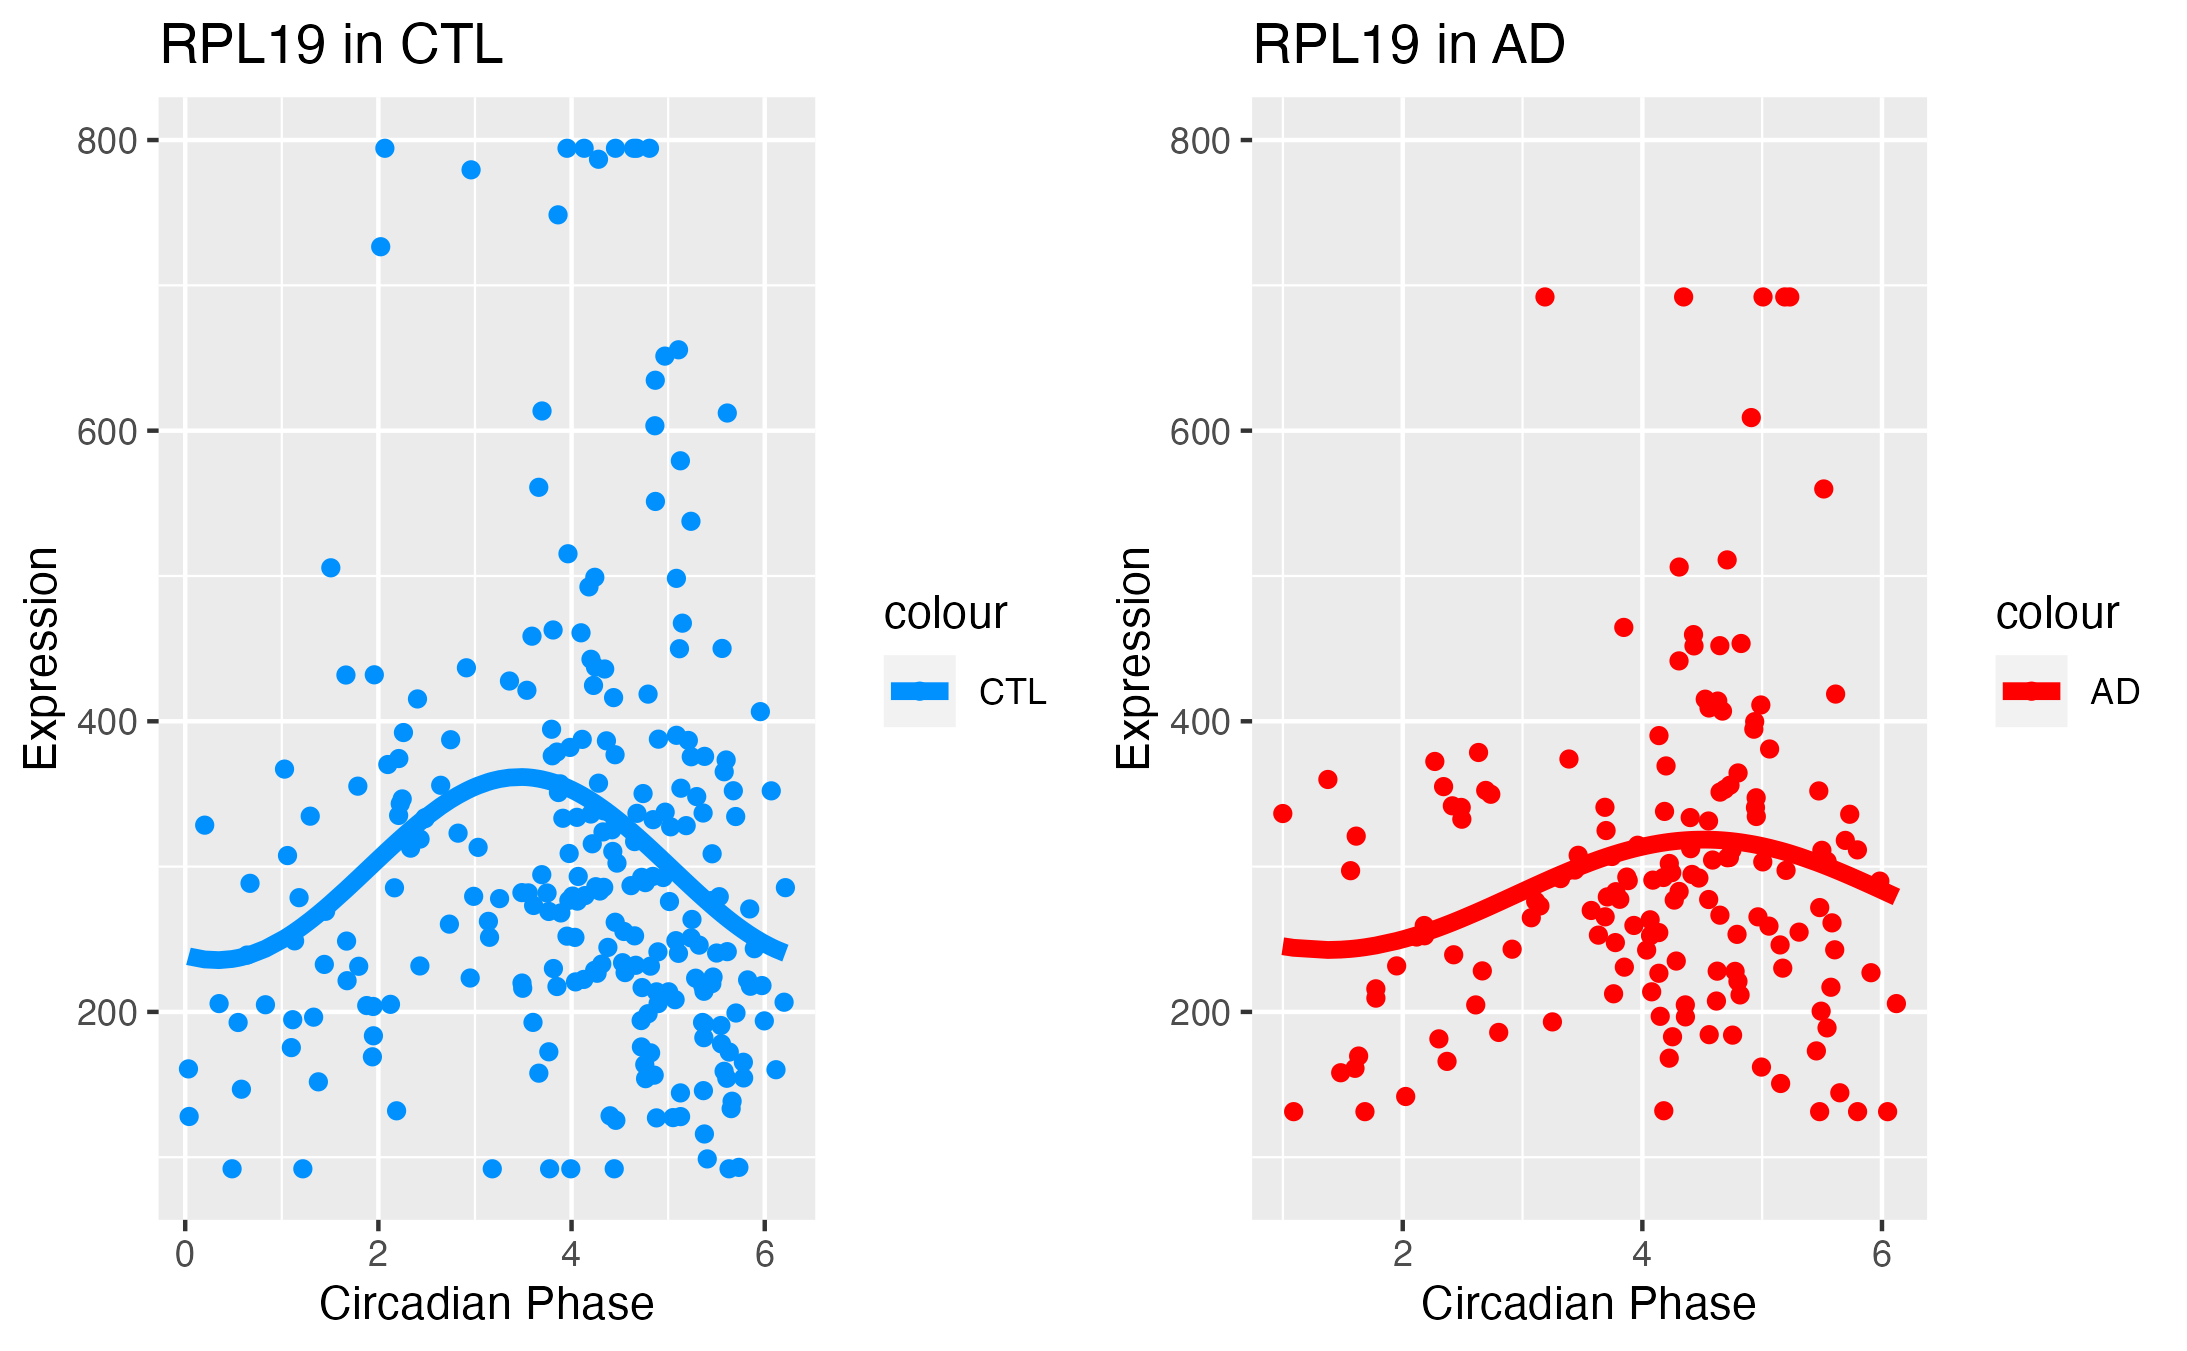 RPL19 in CTL
800
600
400
200
Expression
0 2 4 6
Circadian Phase
colour
CTL
RPL19 in AD
800
600
400
200
Expression
2 4 6
Circadian Phase
colour
AD